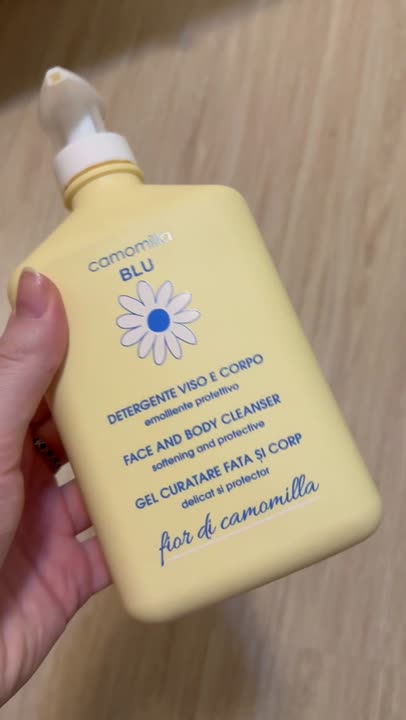 camomilla
BLU
DETERGENTE VISO E CORPO
emolliente protettivo
FACE AND BODY CLEANSER
softening and protective
GEL CURATARE FATA ȘI CORP
delicat si protector
fior di camomilla